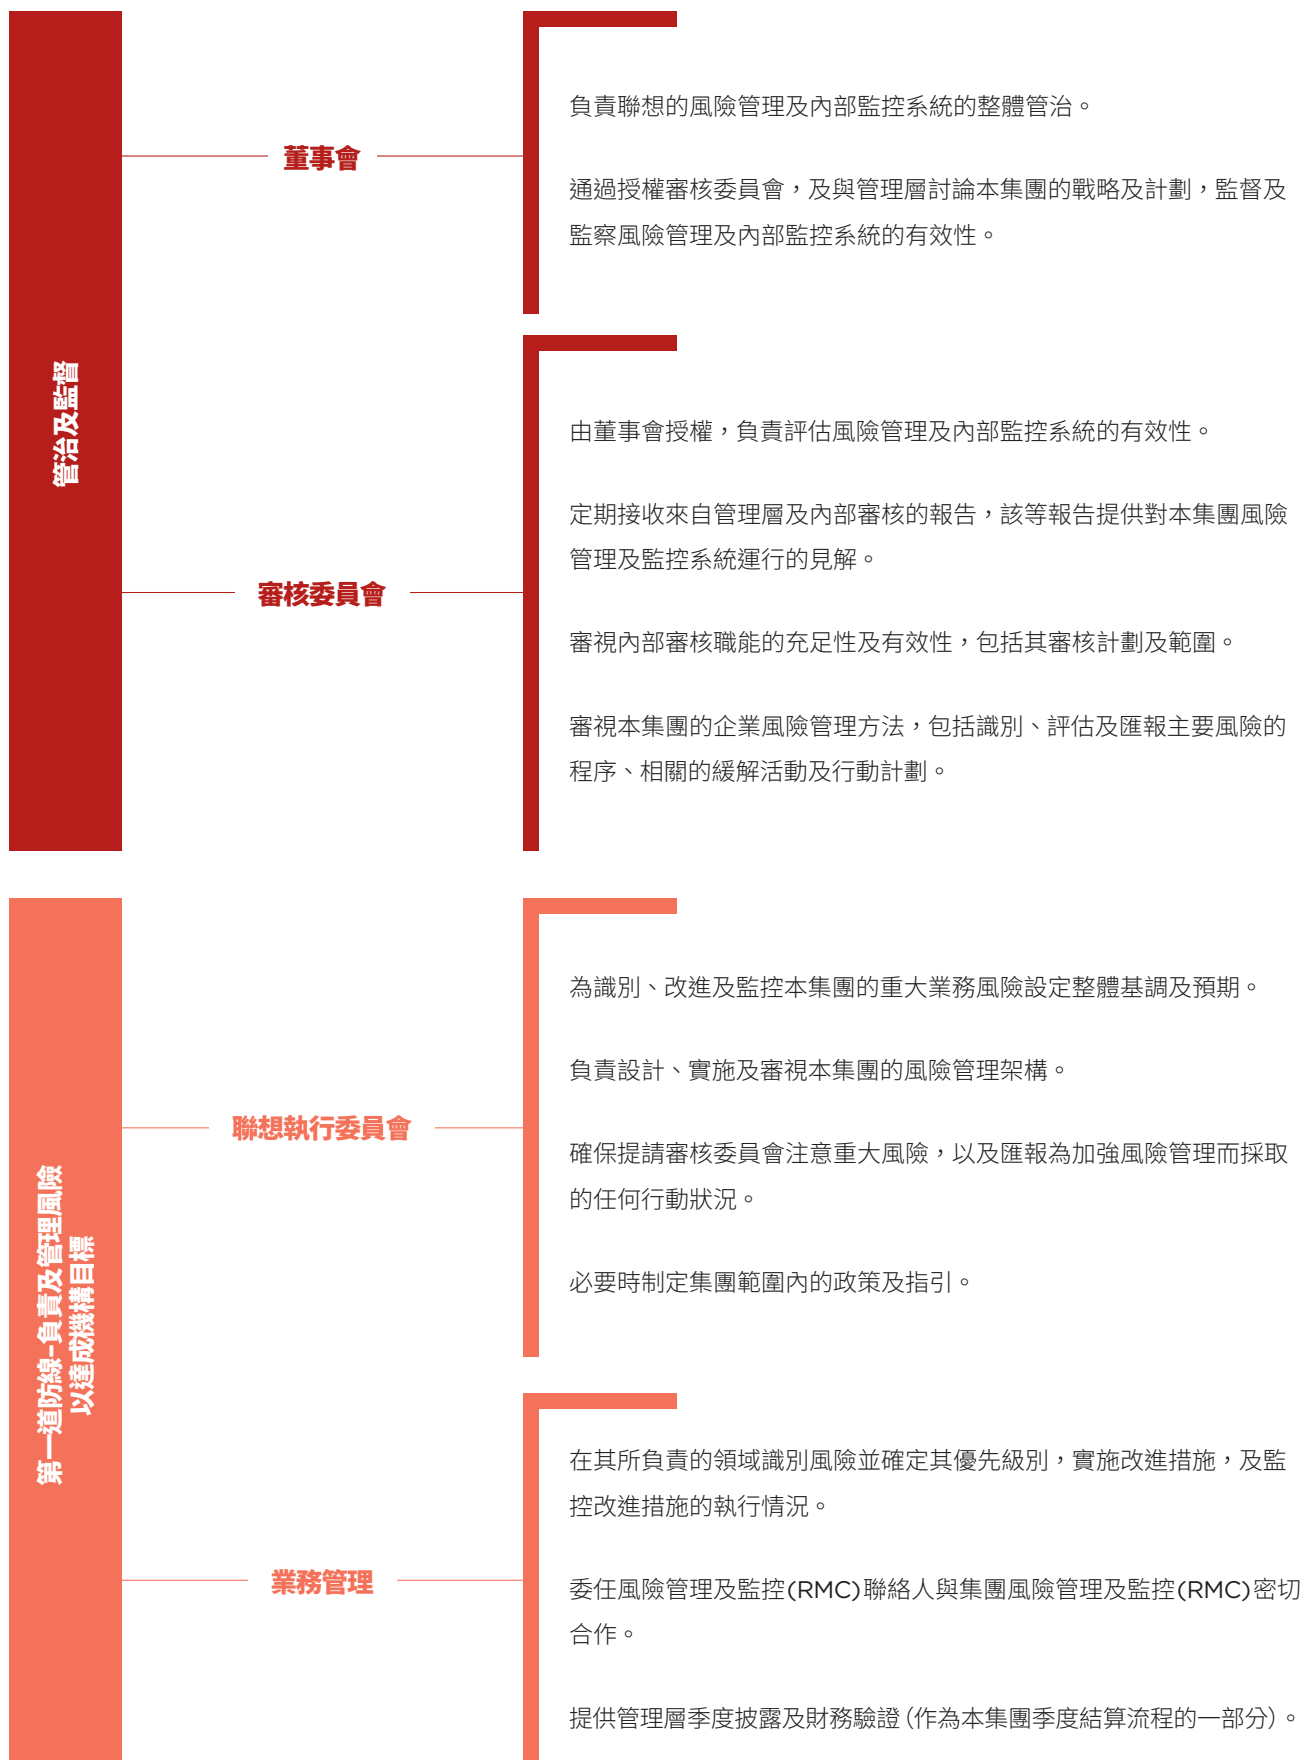 管治及監督
董事會
負責聯想的風險管理及內部監控系統的整體管治。
通過授權審核委員會，及與管理層討論本集團的戰略及計劃，監督及
監察風險管理及內部監控系統的有效性。
審核委員會
由董事會授權，負責評估風險管理及內部監控系統的有效性。
定期接收來自管理層及內部審核的報告，該等報告提供對本集團風險
管理及監控系統運行的見解。
審視內部審核職能的充足性及有效性，包括其審核計劃及範圍。
審視本集團的企業風險管理方法，包括識別、評估及匯報主要風險的
程序、相關的緩解活動及行動計劃。
第一道防線–負責及管理風險
以達成機構目標
聯想執行委員會
為識別、改進及監控本集團的重大業務風險設定整體基調及預期。
負責設計、實施及審視本集團的風險管理架構。
確保提請審核委員會注意重大風險，以及匯報為加強風險管理而採取
的任何行動狀況。
必要時制定集團範圍內的政策及指引。
業務管理
在其所負責的領域識別風險並確定其優先級別，實施改進措施，及監
控改進措施的執行情況。
委任風險管理及監控(RMC)聯絡人與集團風險管理及監控(RMC)密切
合作。
提供管理層季度披露及財務驗證（作為本集團季度結算流程的一部分）。